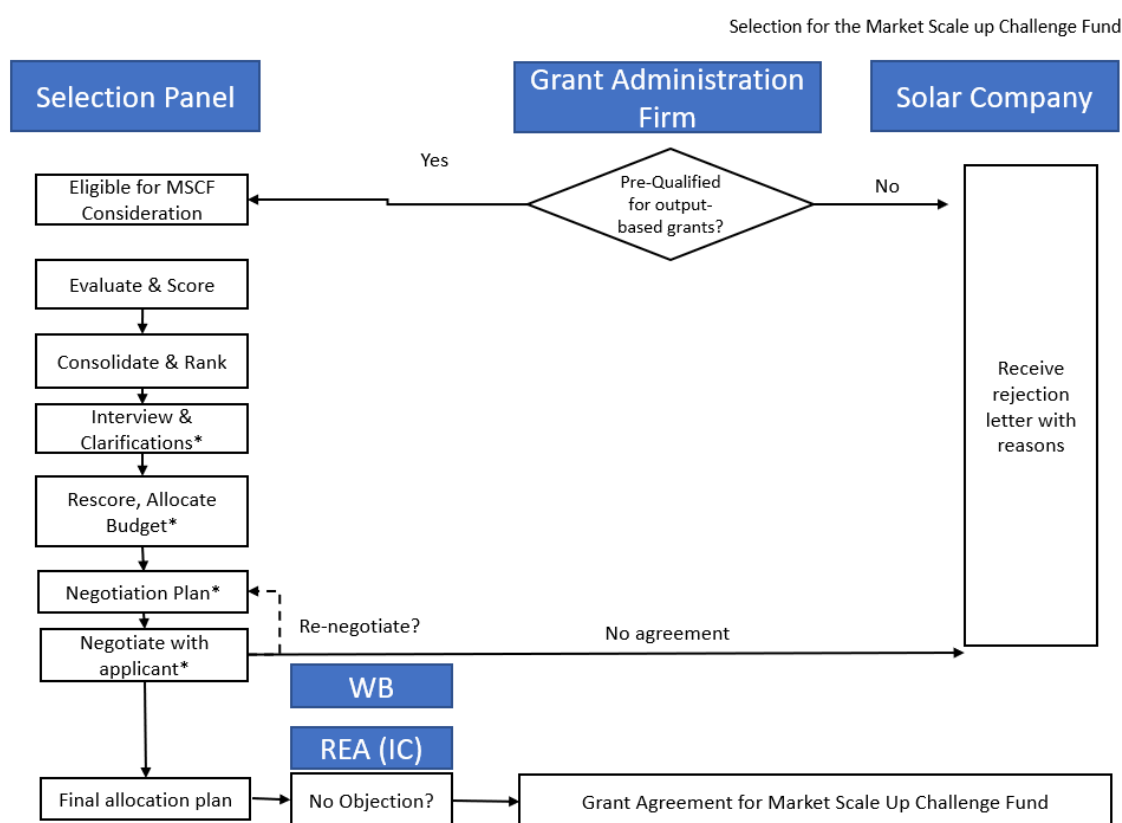 Selection for the Market Scale up Challenge Fund
Selection Panel
Grant Administration
Firm
Solar Company
Yes
Pre-Qualified
for output-
based grants?
No
Eligible for MSCF
Consideration
Evaluate & Score
Consolidate & Rank
Interview &
Clarifications*
Rescore, Allocate
Budget*
Negotiation Plan*
Re-negotiate?
Negotiate with
applicant*
No agreement
Receive
rejection
letter with
reasons
WB
REA (IC)
Final allocation plan
No Objection?
Grant Agreement for Market Scale Up Challenge Fund